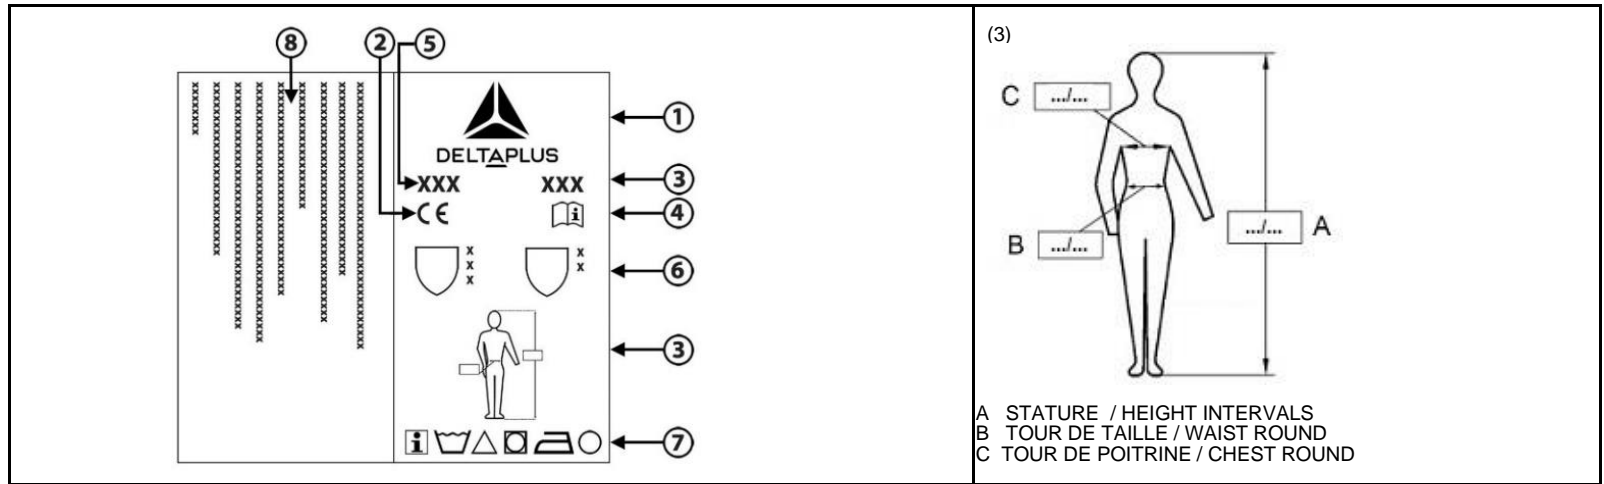 8
2
5
1
DELTAPLUS
XXX XXX
3
CE i
4
x
x
x
x
x
6
3
i
7
(3)
C .../...
B .../...
.../... A
A STATURE / HEIGHT INTERVALS
B TOUR DE TAILLE / WAIST ROUND
C TOUR DE POITRINE / CHEST ROUND